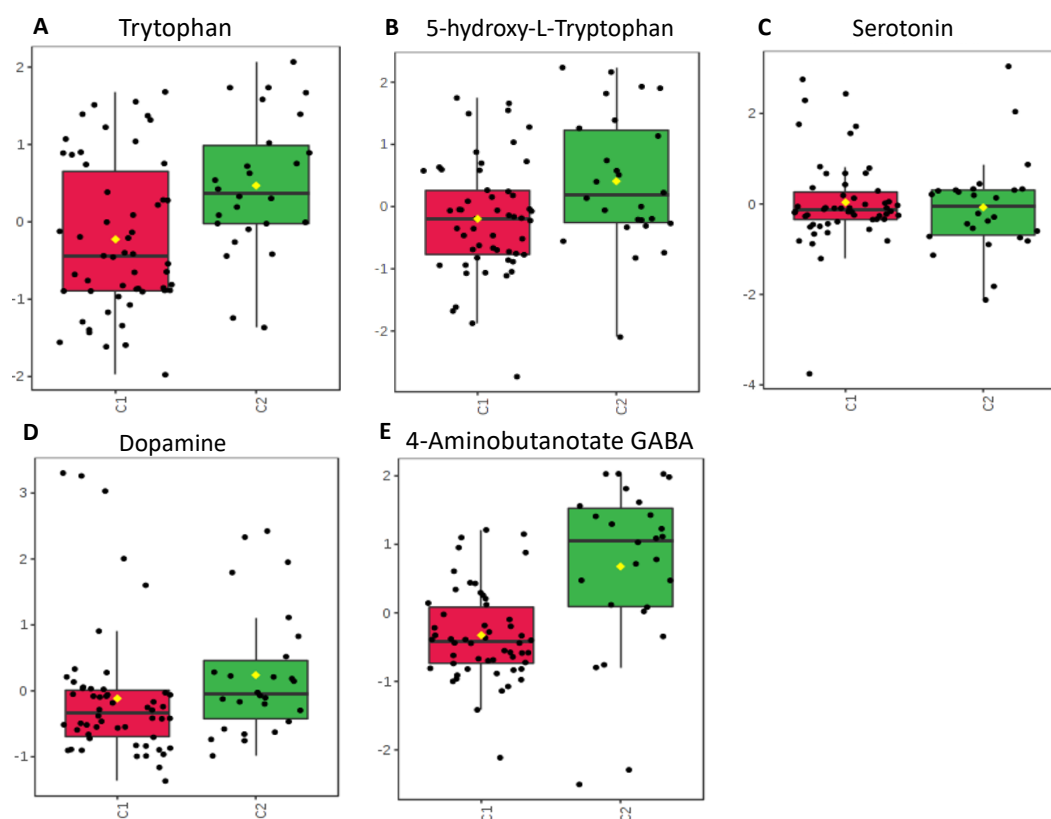 A Trytophan
2
1
0
-1
-2
C1 C2
B 5-hydroxy-L-Tryptophan
2
1
0
-1
-2
C1 C2
C Serotonin
2
0
-2
-4
C1 C2
D Dopamine
3
2
1
0
-1
C1 C2
E 4-Aminobutanotate GABA
2
1
0
-1
-2
C1 C2